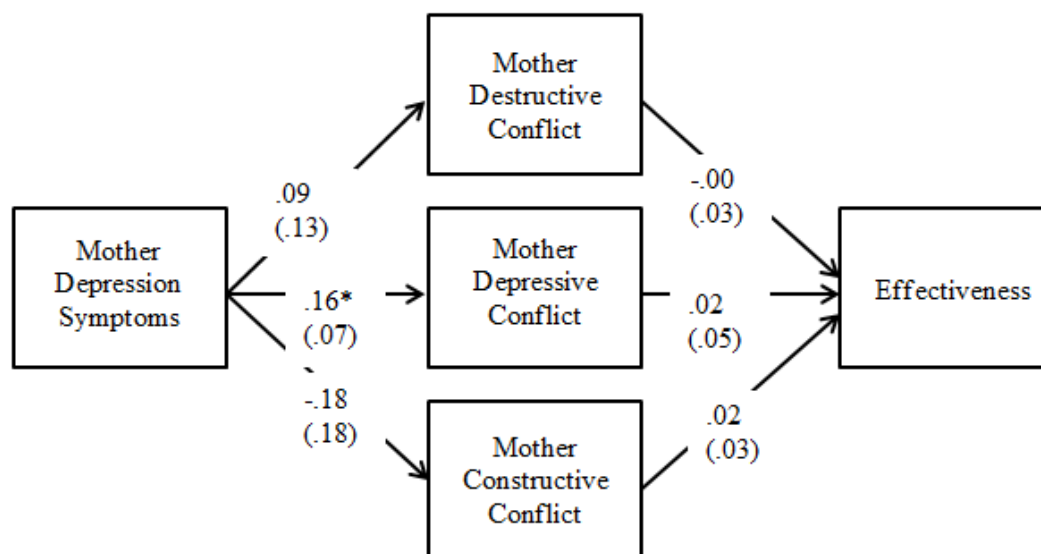 Mother
Destructive
Conflict
.09
(.13)
-.00
(.03)
Mother
Depression
Symptoms
.16*
(.07)
Mother
Depressive
Conflict
.02
(.05)
Effectiveness
-.18
(.18)
Mother
Constructive
Conflict
.02
(.03)